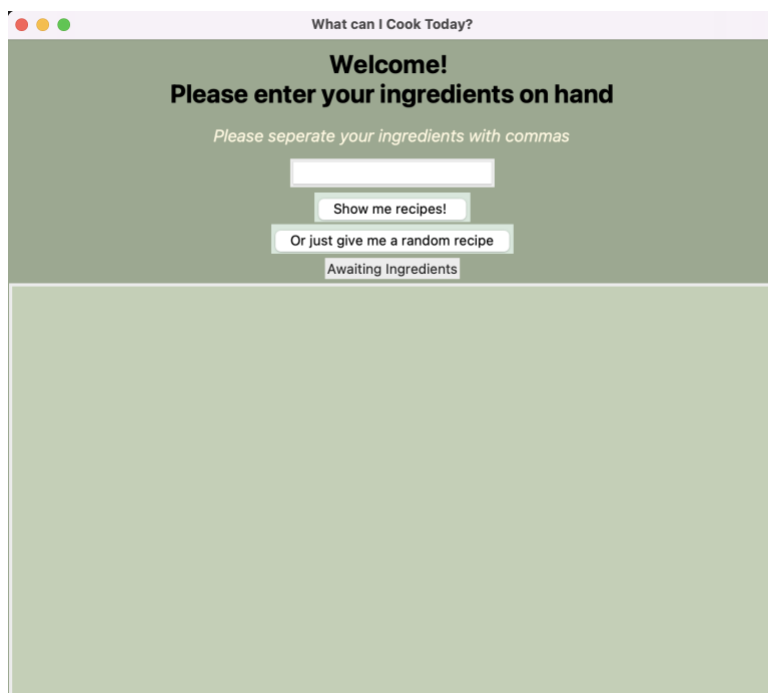 What can I Cook Today?
Welcome!
Please enter your ingredients on hand
Please seperate your ingredients with commas
Show me recipes!
Or just give me a random recipe
Awaiting Ingredients